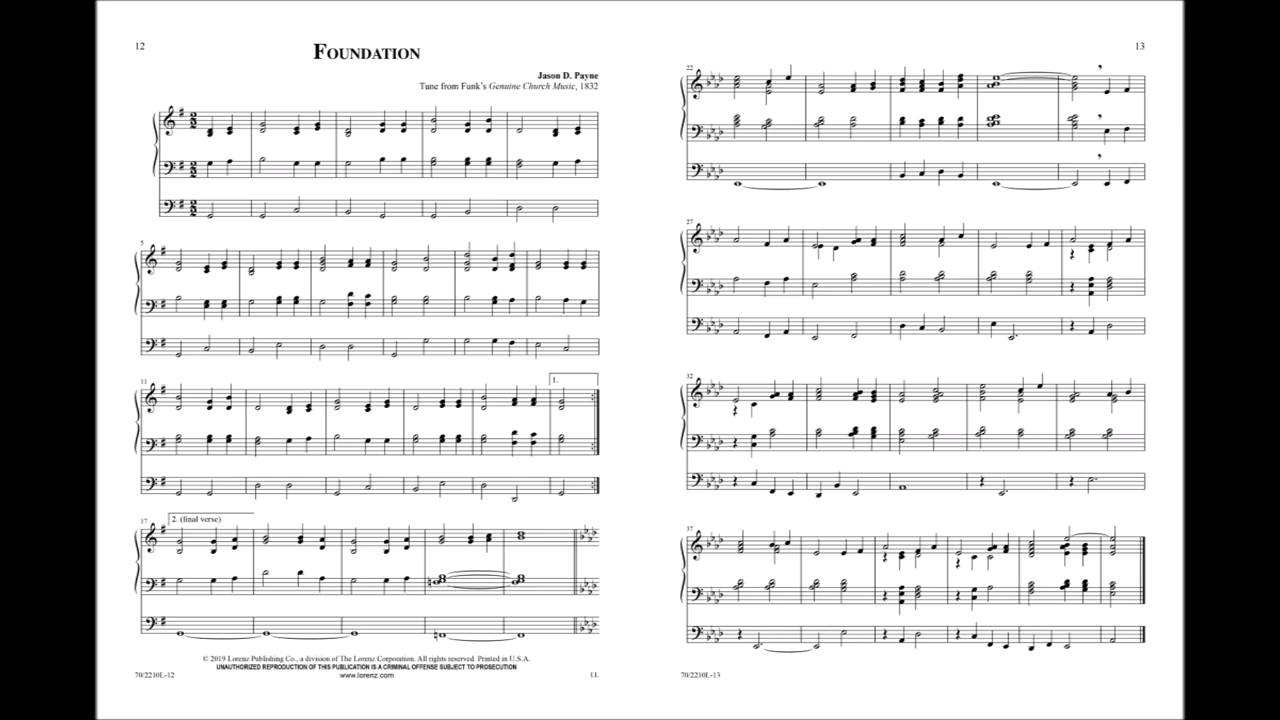 12
FOUNDATION
Jason D. Payne
Tune from Funk's Genuine Church Music, 1832
5
11
1.
17
2. (final verse)
© 2019 Lorenz Publishing Co., a division of The Lorenz Corporation. All rights reserved. Printed in U.S.A.
UNAUTHORIZED REPRODUCTION OF THIS PUBLICATION IS A CRIMINAL OFFENSE SUBJECT TO PROSECUTION
www.lorenz.com
70/2210L-12
LL
13
22
27
32
37
70/2210L-13